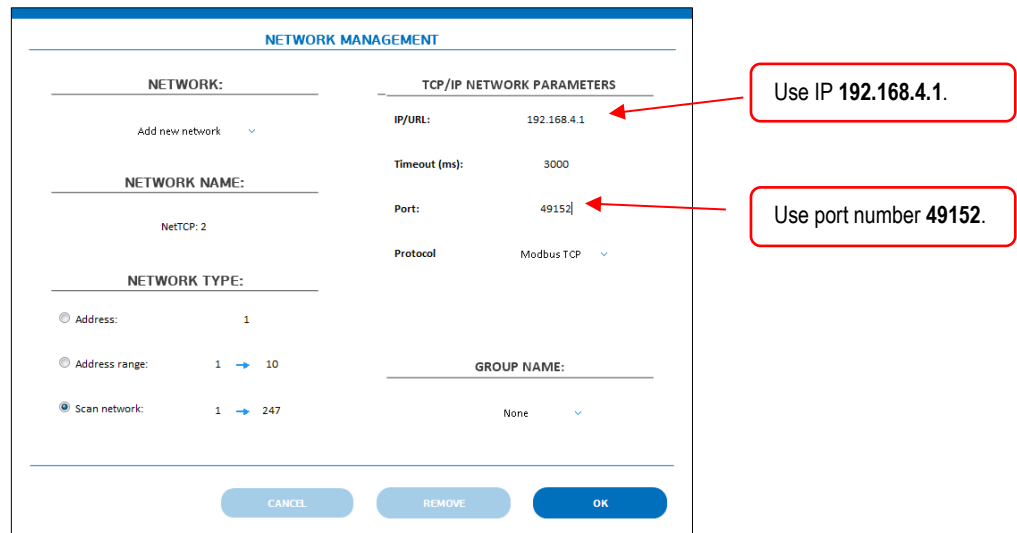 NETWORK MANAGEMENT
NETWORK:
Add new network
NETWORK NAME:
NetTCP: 2
NETWORK TYPE:
Address: 1
Address range: 1 → 10
Scan network: 1 → 247
TCP/IP NETWORK PARAMETERS
IP/URL: 192.168.4.1
Timeout (ms): 3000
Port: 49152
Protocol Modbus TCP
GROUP NAME:
None
CANCEL REMOVE OK
Use IP 192.168.4.1.
Use port number 49152.